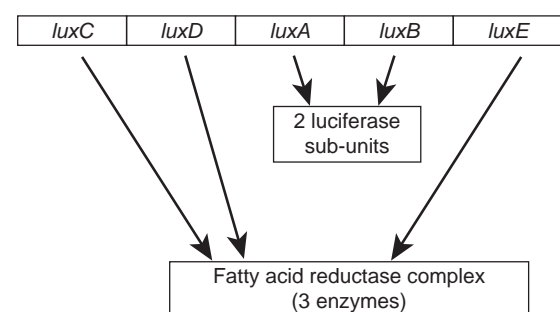 luxC luxD luxA luxB luxE
2 luciferase
sub-units
Fatty acid reductase complex
(3 enzymes)